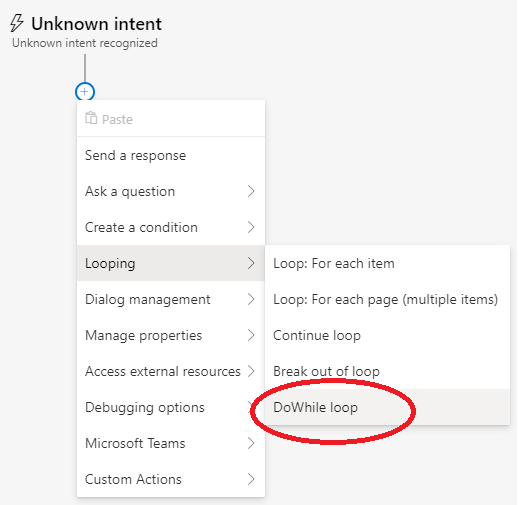 Unknown intent
Unknown intent recognized
Paste
Send a response
Ask a question
Create a condition
Looping
Dialog management
Manage properties
Access external resources
Debugging options
Microsoft Teams
Custom Actions
Loop: For each item
Loop: For each page (multiple items)
Continue loop
Break out of loop
DoWhile loop